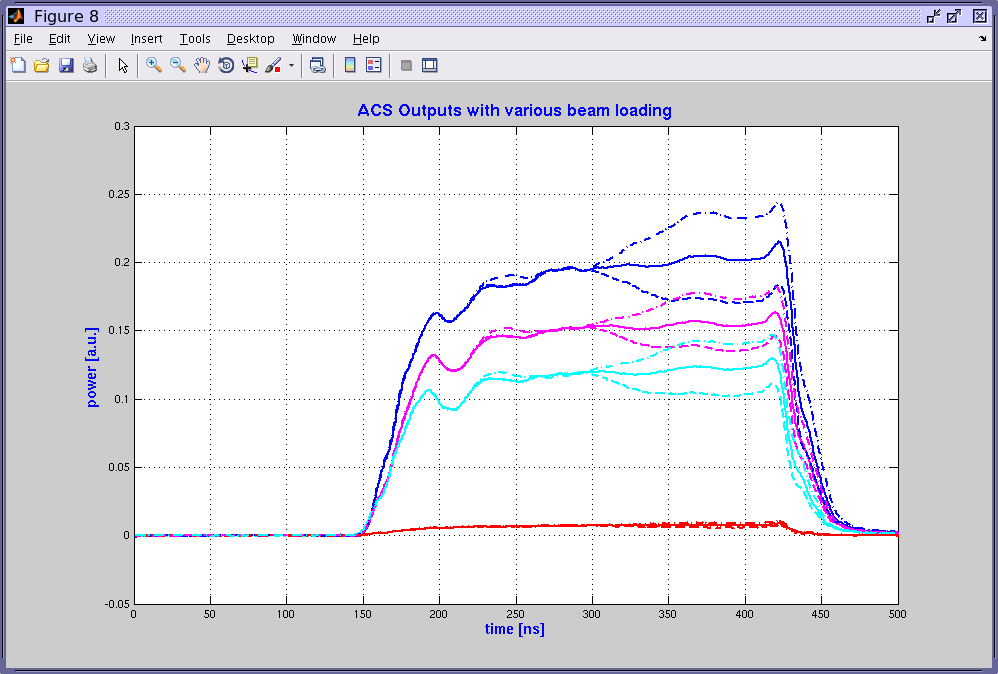 Figure 8
File Edit View Insert Tools Desktop Window Help
ACS Outputs with various beam loading
0.3
0.25
0.2
0.15
0.1
0.05
0
-0.05
power [a.u.]
0 50 100 150 200 250 300 350 400 450 500
time [ns]